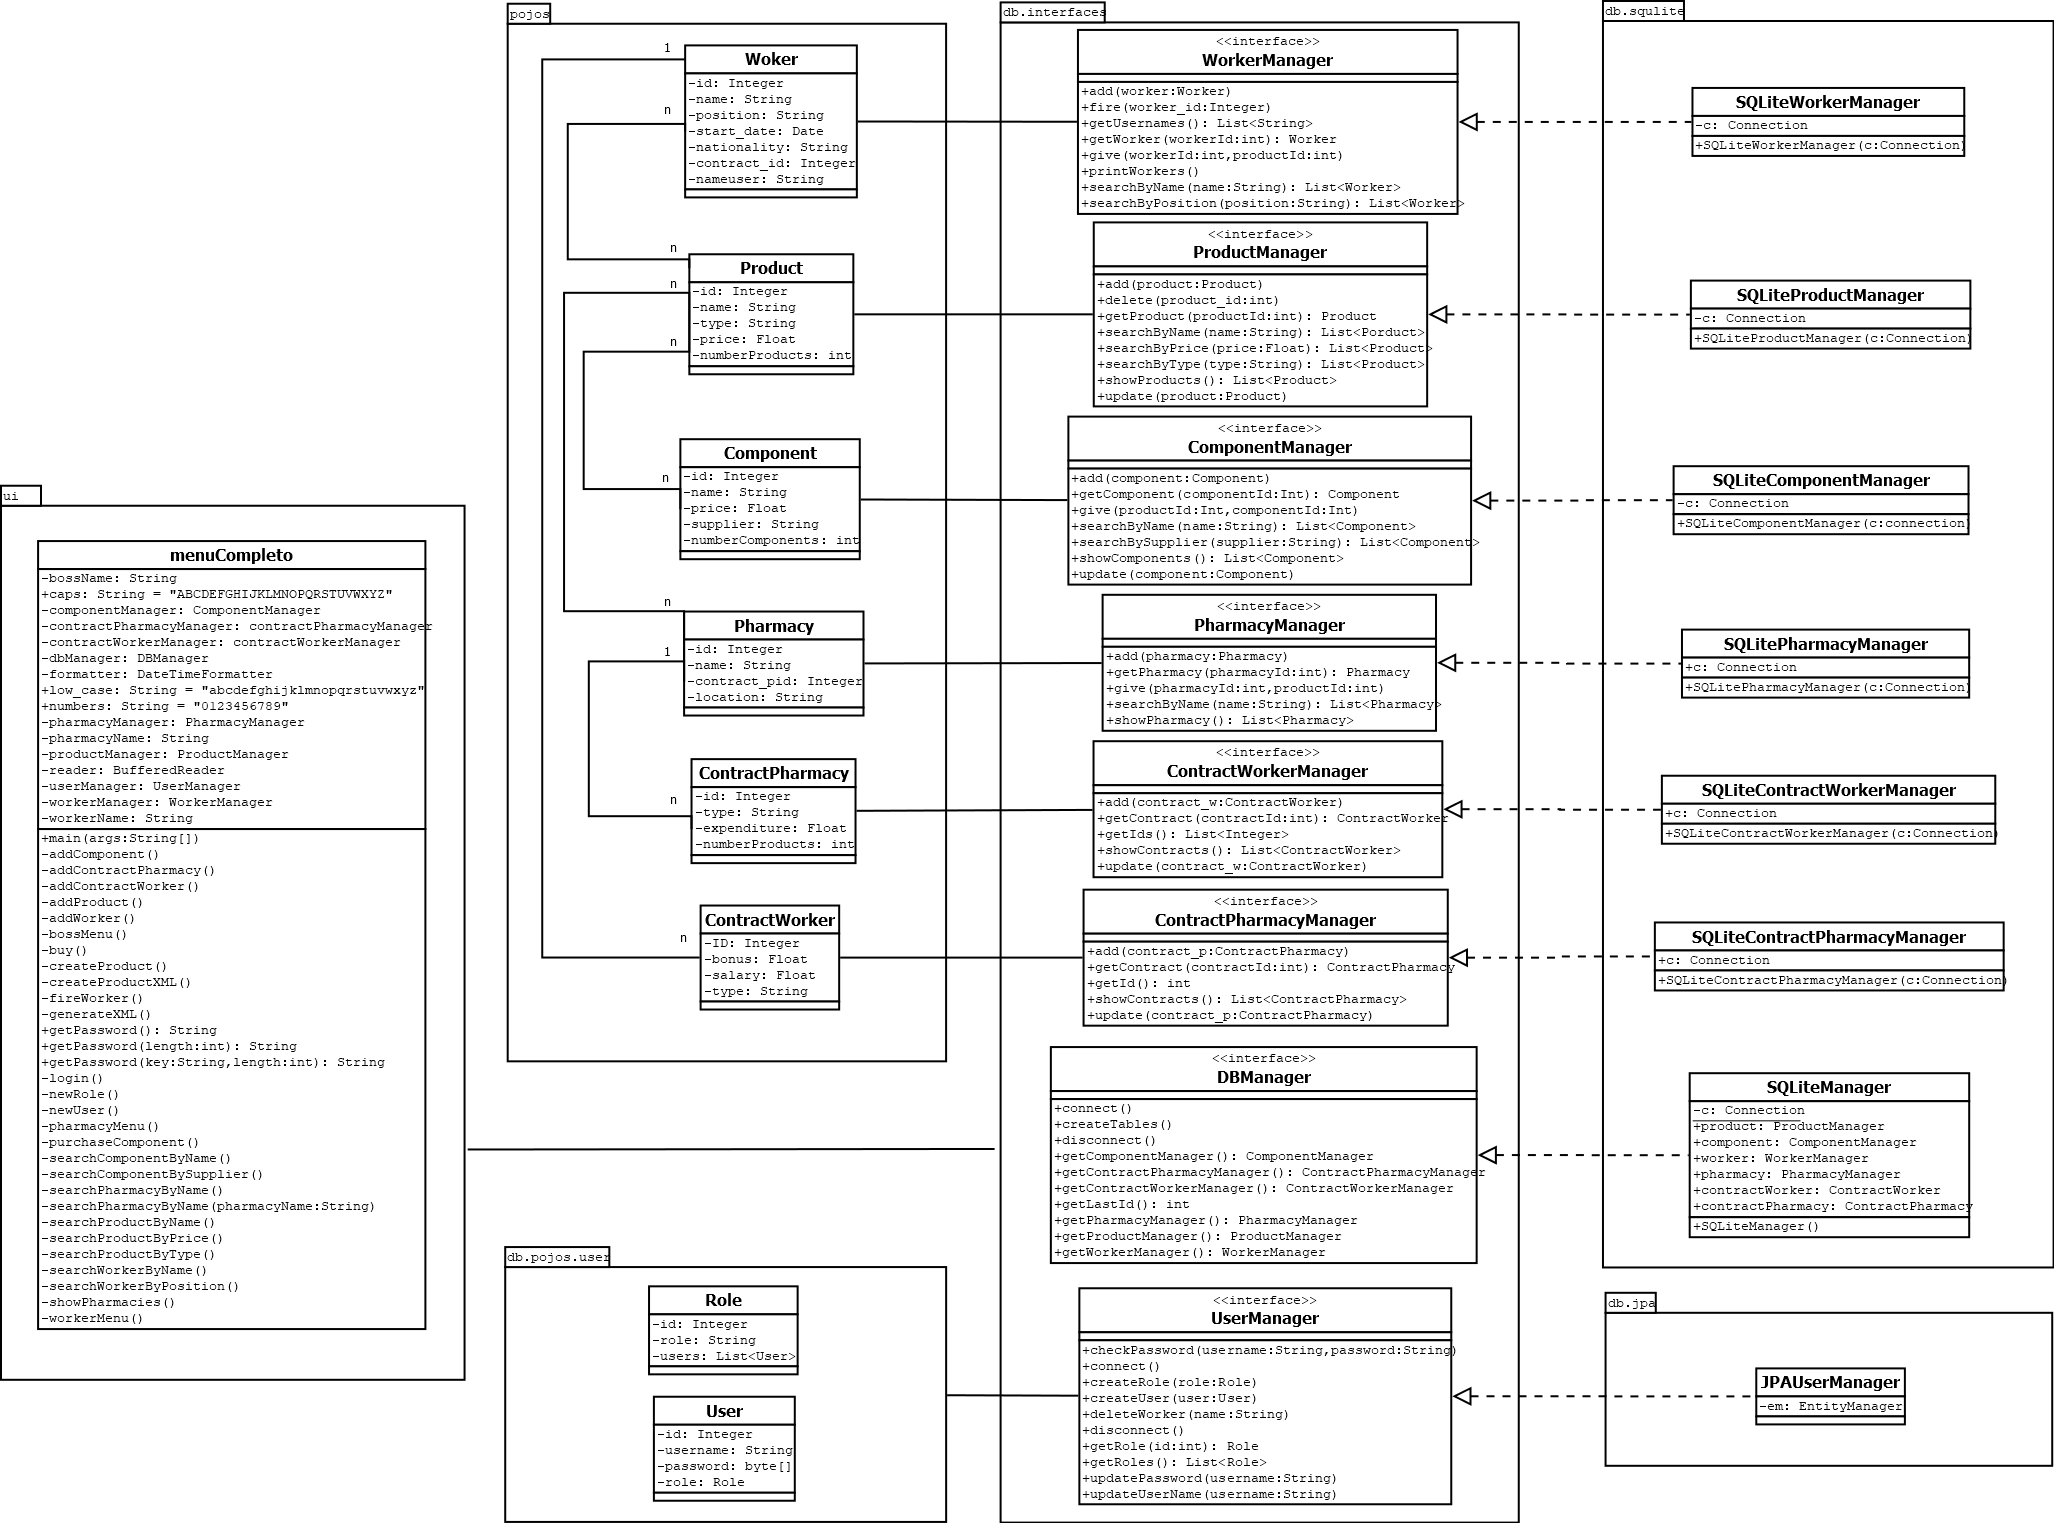 ui
menuCompleto
-bossName: String
+caps: String = "ABCDEFGHIJKLMNOPQRSTUVWXYZ"
-componentManager: ComponentManager
-contractPharmacyManager: contractPharmacyManager
-contractWorkerManager: contractWorkerManager
-dbManager: DBManager
-formatter: DateTimeFormatter
+low_case: String = "abcdefghijklmnopqrstuvwxyz"
+numbers: String = "0123456789"
-pharmacyManager: PharmacyManager
-pharmacyName: String
-productManager: ProductManager
-reader: BufferedReader
-userManager: UserManager
-workerManager: WorkerManager
-workerName: String
+main(args:String[])
-addComponent()
-addContractPharmacy()
-addContractWorker()
-addProduct()
-addWorker()
-bossMenu()
-buy()
-createProduct()
-createProductXML()
-fireWorker()
-generateXML()
+getPassword(): String
+getPassword(length:int): String
+getPassword(key:String,length:int): String
-login()
-newRole()
-newUser()
-pharmacyMenu()
-purchaseComponent()
-searchComponentByName()
-searchComponentBySupplier()
-searchPharmacyByName()
-searchPharmacyByName(pharmacyName:String)
-searchProductByName()
-searchProductByPrice()
-searchProductByType()
-searchWorkerByName()
-searchWorkerByPosition()
-showPharmacies()
-workerMenu()
pojos
1
Woker
-id: Integer
-name: String
n
-position: String
-start_date: Date
-nationality: String
-contract_id: Integer
-nameuser: String
n
Product
n
-id: Integer
-name: String
-type: String
n
-price: Float
-numberProducts: int
Component
n
-id: Integer
-name: String
-price: Float
-supplier: String
-numberComponents: int
n
Pharmacy
1
-id: Integer
-name: String
-contract_pid: Integer
-location: String
ContractPharmacy
n
-id: Integer
-type: String
-expenditure: Float
-numberProducts: int
ContractWorker
n
-ID: Integer
-bonus: Float
-salary: Float
-type: String
db.pojos.user
Role
-id: Integer
-role: String
-users: List<User>
User
-id: Integer
-username: String
-password: byte[]
-role: Role
db.interfaces
<<interface>>
WorkerManager
+add(worker:Worker)
+fire(worker_id:Integer)
+getUsernames(): List<String>
+getWorker(workerId:int): Worker
+give(workerId:int,productId:int)
+printWorkers()
+searchByName(name:String): List<Worker>
+searchByPosition(position:String): List<Worker>
<<interface>>
ProductManager
+add(product:Product)
+delete(product_id:int)
+getProduct(productId:int): Product
+searchByName(name:String): List<Porduct>
+searchByPrice(price:Float): List<Product>
+searchByType(type:String): List<Product>
+showProducts(): List<Product>
+update(product:Product)
<<interface>>
ComponentManager
+add(component:Component)
+getComponent(componentId:Int): Component
+give(productId:Int,componentId:Int)
+searchByName(name:String): List<Component>
+searchBySupplier(supplier:String): List<Component>
+showComponents(): List<Component>
+update(component:Component)
<<interface>>
PharmacyManager
+add(pharmacy:Pharmacy)
+getPharmacy(pharmacyId:int): Pharmacy
+give(pharmacyId:int,productId:int)
+searchByName(name:String): List<Pharmacy>
+showPharmacy(): List<Pharmacy>
<<interface>>
ContractWorkerManager
+add(contract_w:ContractWorker)
+getContract(contractId:int): ContractWorker
+getIds(): List<Integer>
+showContracts(): List<ContractWorker>
+update(contract_w:ContractWorker)
<<interface>>
ContractPharmacyManager
+add(contract_p:ContractPharmacy)
+getContract(contractId:int): ContractPharmacy
+getId(): int
+showContracts(): List<ContractPharmacy>
+update(contract_p:ContractPharmacy)
<<interface>>
DBManager
+connect()
+createTables()
+disconnect()
+getComponentManager(): ComponentManager
+getContractPharmacyManager(): ContractPharmacyManager
+getContractWorkerManager(): ContractWorkerManager
+getLastId(): int
+getPharmacyManager(): PharmacyManager
+getProductManager(): ProductManager
+getWorkerManager(): WorkerManager
<<interface>>
UserManager
+checkPassword(username:String,password:String)
+connect()
+createRole(role:Role)
+createUser(user:User)
+deleteWorker(name:String)
+disconnect()
+getRole(id:int): Role
+getRoles(): List<Role>
+updatePassword(username:String)
+updateUserName(username:String)
db.squlite
SQLiteWorkerManager
-c: Connection
+SQLiteWorkerManager(c:Connection)
SQLiteProductManager
-c: Connection
+SQLiteProductManager(c:Connection)
SQLiteComponentManager
-c: Connection
+SQLiteComponentManager(c:connection)
SQLitePharmacyManager
+c: Connection
+SQLitePharmacyManager(c:Connection)
SQLiteContractWorkerManager
+c: Connection
+SQLiteContractWorkerManager(c:Connection)
SQLiteContractPharmacyManager
+c: Connection
+SQLiteContractPharmacyManager(c:Connection)
SQLiteManager
-c: Connection
+product: ProductManager
+component: ComponentManager
+worker: WorkerManager
+pharmacy: PharmacyManager
+contractWorker: ContractWorker
+contractPharmacy: ContractPharmacy
+SQLiteManager()
db.jpa
JPAUserManager
-em: EntityManager